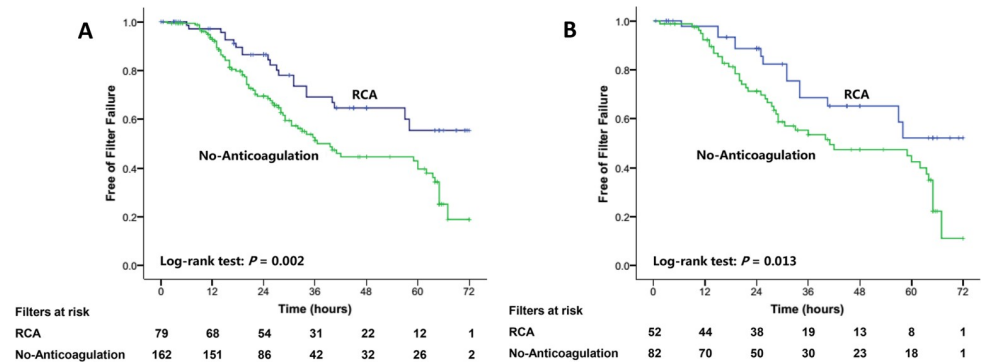 A
Free of Filter Failure
1.0
0.8
0.6
0.4
0.2
0.0
RCA
No-Anticoagulation
Log-rank test: P = 0.002
0 12 24 36 48 60 72
Time (hours)
Filters at risk
RCA 79 68 54 31 22 12 1
No-Anticoagulation 162 151 86 42 32 26 2
B
Free of Filter Failure
1.0
0.8
0.6
0.4
0.2
0.0
RCA
No-Anticoagulation
Log-rank test: P = 0.013
0 12 24 36 48 60 72
Time (hours)
Filters at risk
RCA 52 44 38 19 13 8 1
No-Anticoagulation 82 70 50 30 23 18 1